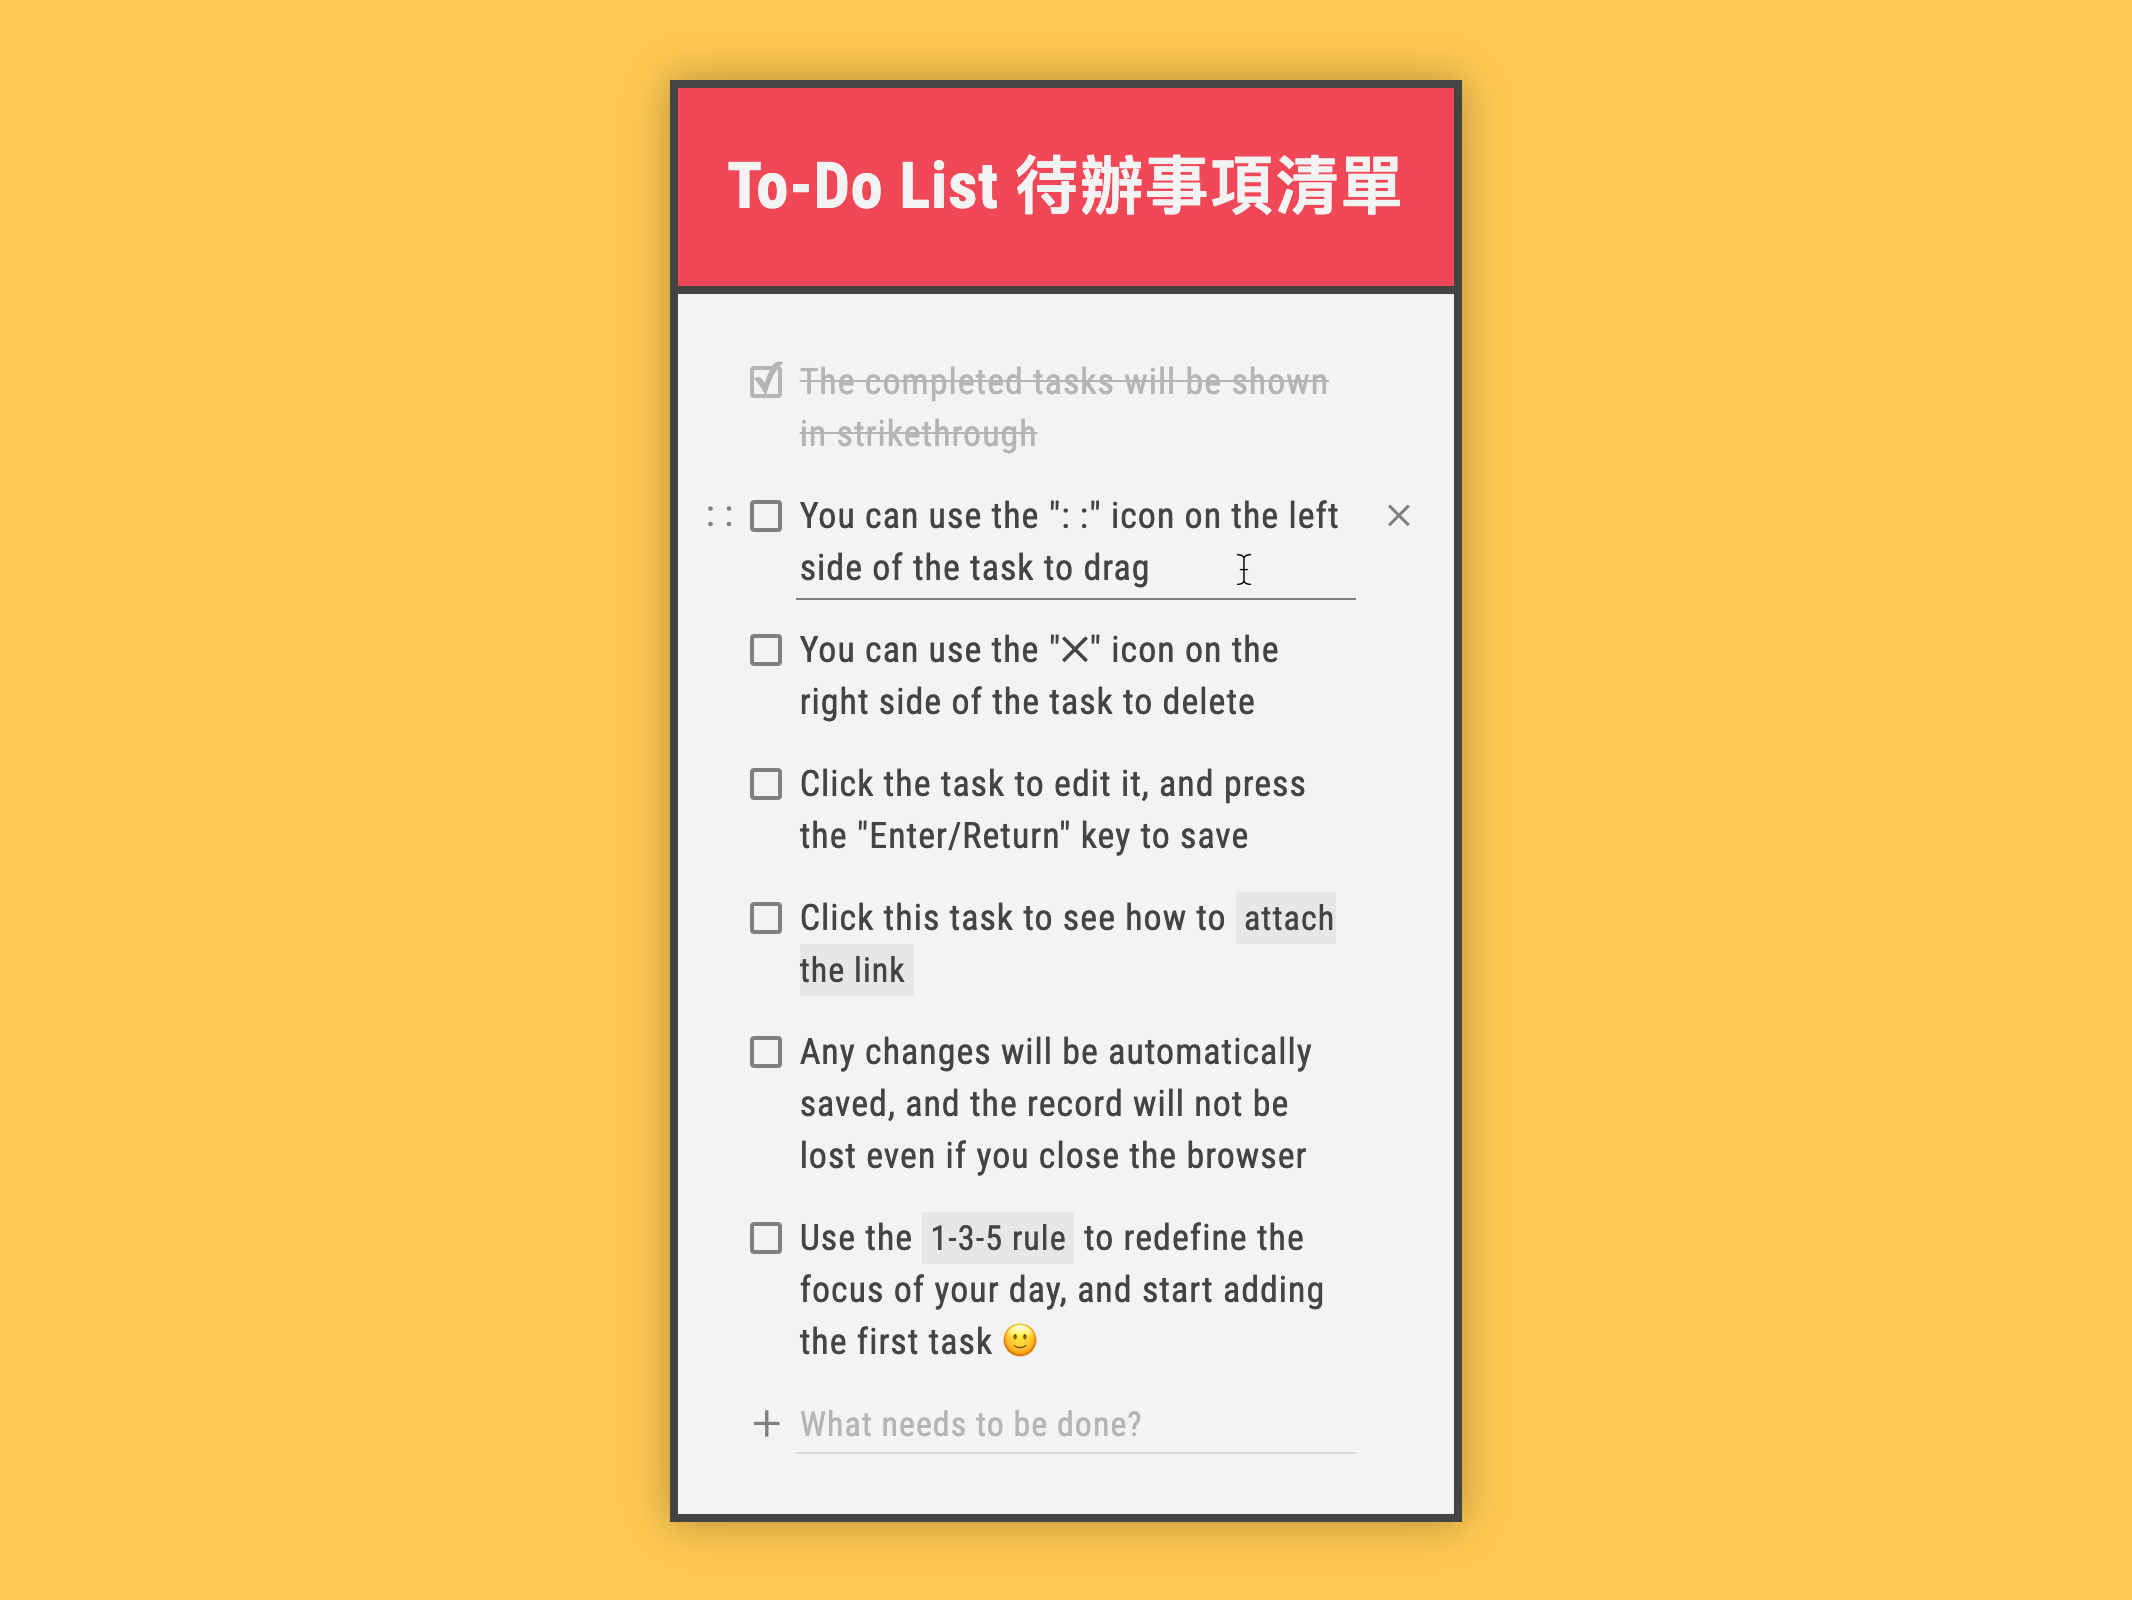 To-Do List 待辦事項清單
The completed tasks will be shown
in strikethrough
You can use the ": :" icon on the left
side of the task to drag
You can use the "✕" icon on the
right side of the task to delete
Click the task to edit it, and press
the "Enter/Return" key to save
Click this task to see how to attach
the link
Any changes will be automatically
saved, and the record will not be
lost even if you close the browser
Use the 1-3-5 rule to redefine the
focus of your day, and start adding
the first task 🙂
What needs to be done?